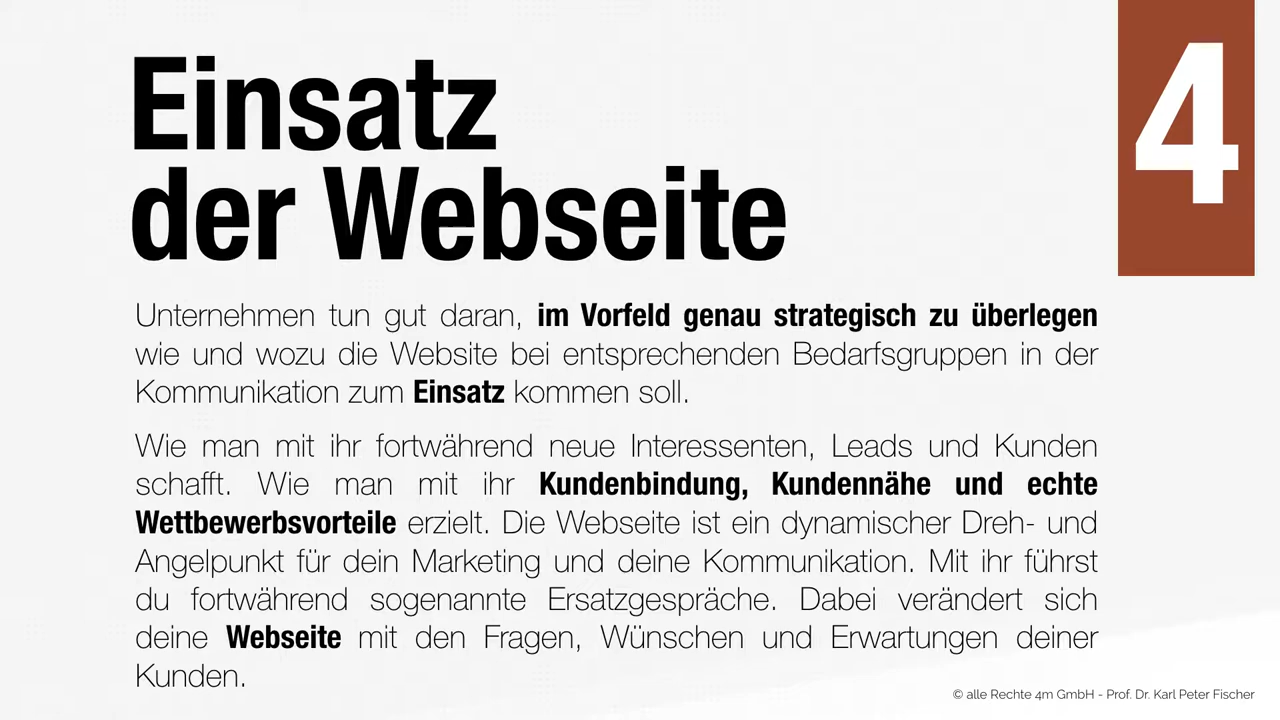 Einsatz
der Webseite
4
Unternehmen tun gut daran, im Vorfeld genau strategisch zu überlegen
wie und wozu die Website bei entsprechenden Bedarfsgruppen in der
Kommunikation zum Einsatz kommen soll.
Wie man mit ihr fortwährend neue Interessenten, Leads und Kunden
schafft. Wie man mit ihr Kundenbindung, Kundennähe und echte
Wettbewerbsvorteile erzielt. Die Webseite ist ein dynamischer Dreh- und
Angelpunkt für dein Marketing und deine Kommunikation. Mit ihr führst
du fortwährend sogenannte Ersatzgespräche. Dabei verändert sich
deine Webseite mit den Fragen, Wünschen und Erwartungen deiner
Kunden.
© alle Rechte 4m GmbH - Prof. Dr. Karl Peter Fischer